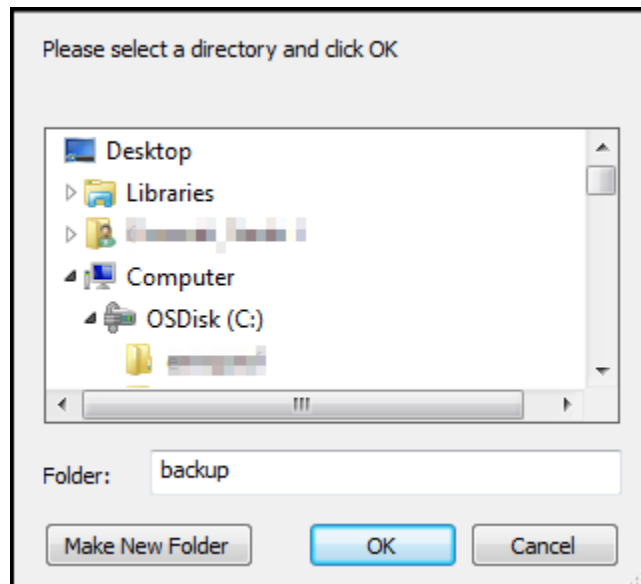 Please select a directory and click OK
Desktop
Libraries
Computer
OSDisk (C:)
Folder: backup
Make New Folder OK Cancel